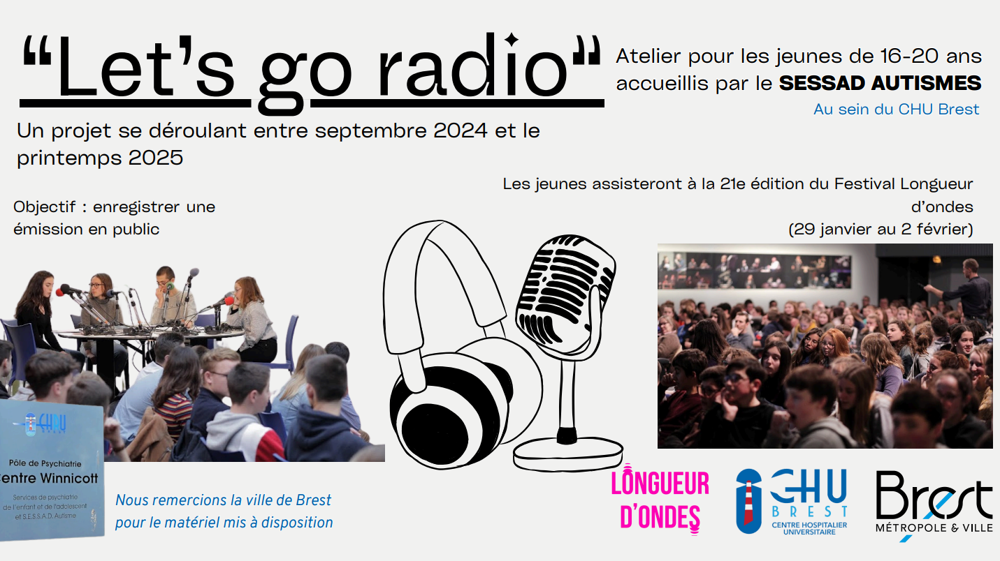 “Let’s go radio”
Atelier pour les jeunes de 16-20 ans
accueillis par le SESSAD AUTISMES
Au sein du CHU Brest
Un projet se déroulant entre septembre 2024 et le
printemps 2025
Les jeunes assisteront à la 21e édition du Festival Longueur
d’ondes
(29 janvier au 2 février)
Objectif : enregistrer une
émission en public
CHRU
BREST
Pôle de Psychiatrie
entre Winnicott
Services de psychiatrie
de l'enfant et de l'adolescent
et S.E.S.S.A.D. Autisme
Nous remercions la ville de Brest
pour le matériel mis à disposition
LONGUEUR
D’ONDES
CHU
BREST
CENTRE HOSPITALIER
UNIVERSITAIRE
Brest
MÉTROPOLE & VILLE